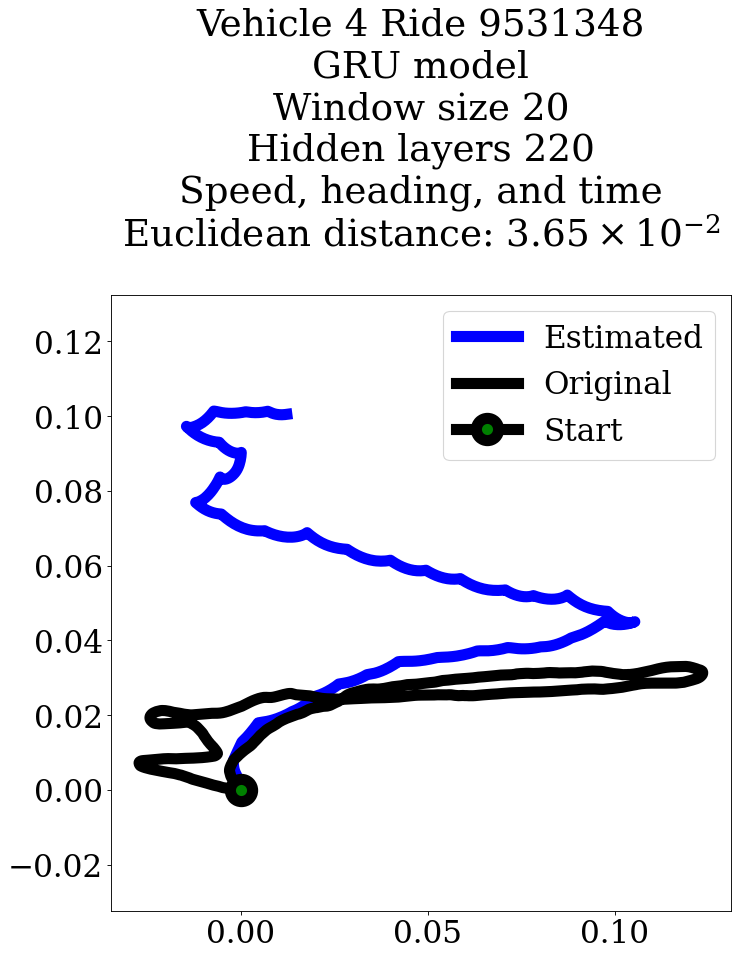 Vehicle 4 Ride 9531348
GRU model
Window size 20
Hidden layers 220
Speed, heading, and time
Euclidean distance: 3.65 × 10⁻²
Estimated
Original
Start
0.12
0.10
0.08
0.06
0.04
0.02
0.00
−0.02
0.00 0.05 0.10